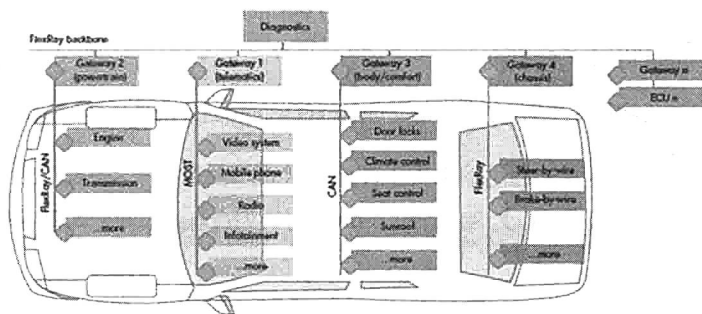 Diagnostics
FlexRay backbone
Gateway 2
(powertrain)
Gateway 1
(telematics)
Gateway 3
(body/comfort)
Gateway 4
(chassis)
Gateway n
ECU n
FlexRay/CAN
Engine
Transmission
...more
MOST
Video system
Mobile phone
Radio
Infotainment
...more
CAN
Door locks
Climate control
Seat control
Sunroof
...more
FlexRay
Steer-by-wire
Brake-by-wire
...more